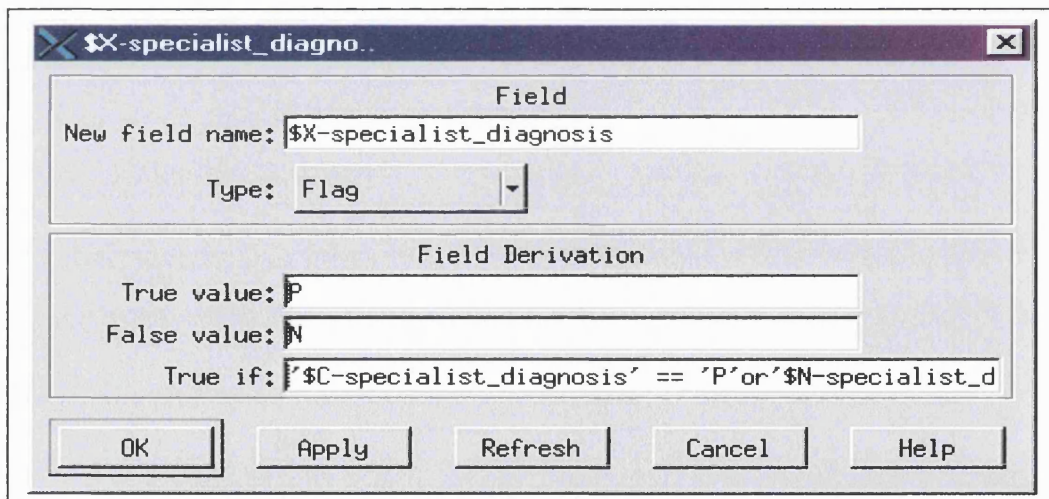 $X-specialist_diagno..
Field
New field name: $X-specialist_diagnosis
Type: Flag
Field Derivation
True value: P
False value: N
True if: '$C-specialist_diagnosis' == 'P'or'$N-specialist_d
OK Apply Refresh Cancel Help